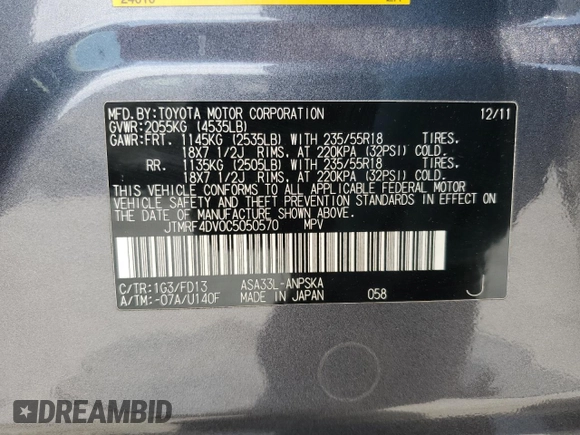 MFD.BY:TOYOTA MOTOR CORPORATION 12/11
GVWR:2055KG (4535LB)
GAWR:FRT. 1145KG (2535LB) WITH 235/55R18 TIRES.
18X7 1/2J RIMS, AT 220KPA (32PSI) COLD.
RR. 1135KG (2505LB) WITH 235/55R18 TIRES.
18X7 1/2J RIMS, AT 220KPA (32PSI) COLD.
THIS VEHICLE CONFORMS TO ALL APPLICABLE FEDERAL MOTOR
VEHICLE SAFETY AND BUMPER STANDARDS IN EFFECT ON
THE DATE OF MANUFACTURE SHOWN ABOVE.
JTMRF4DV0C5050570 MPV
C/TR:1G3/FD13 ASA33L-ANPSKA
A/TM:-07A/U140F MADE IN JAPAN 058 J
DREAMBID